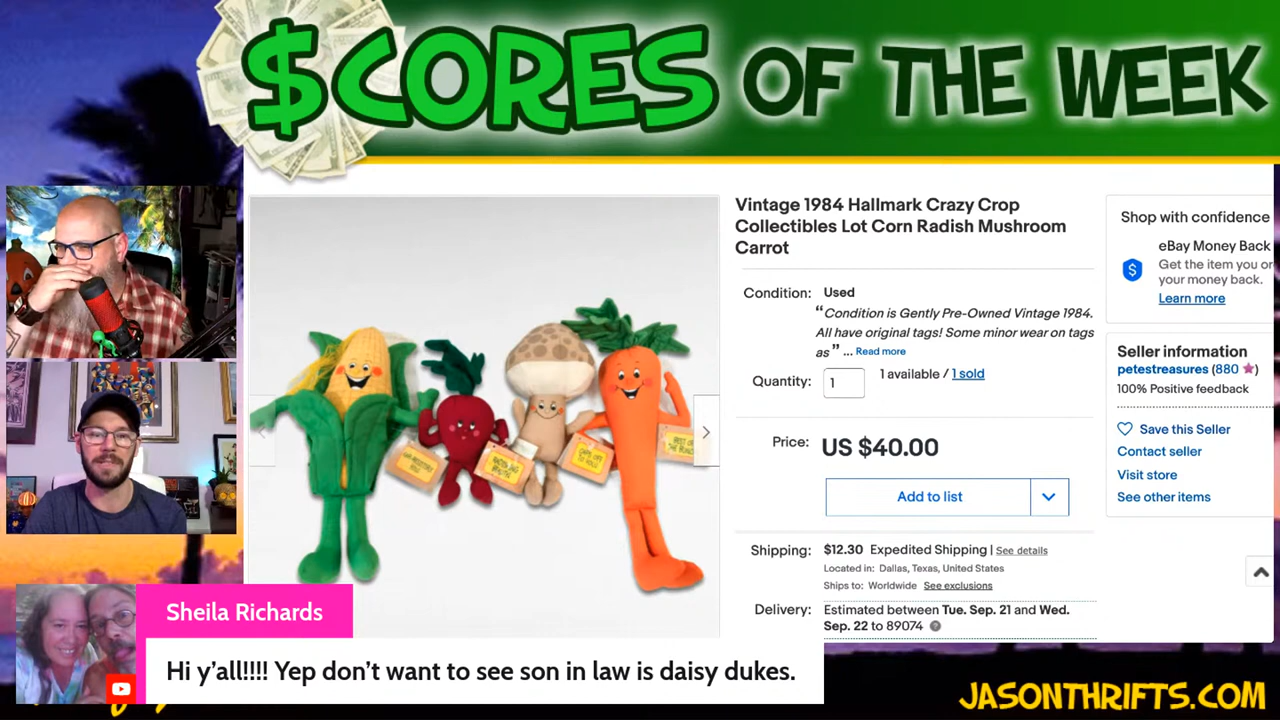 $CORES OF THE WEEK
Vintage 1984 Hallmark Crazy Crop
Collectibles Lot Corn Radish Mushroom
Carrot
Condition: Used
“Condition is Gently Pre-Owned Vintage 1984.
All have original tags! Some minor wear on tags
as” ... Read more
Quantity: 1 1 available / 1 sold
Price: US $40.00
Add to list
Shipping: $12.30 Expedited Shipping | See details
Located in: Dallas, Texas, United States
Ships to: Worldwide See exclusions
Delivery: Estimated between Tue. Sep. 21 and Wed.
Sep. 22 to 89074
Shop with confidence
eBay Money Back
Get the item you or
your money back.
Learn more
Seller information
petestreasures (880)
100% Positive feedback
Save this Seller
Contact seller
Visit store
See other items
Sheila Richards
Hi y’all!!!! Yep don’t want to see son in law is daisy dukes.
JASONTHRIFTS.COM